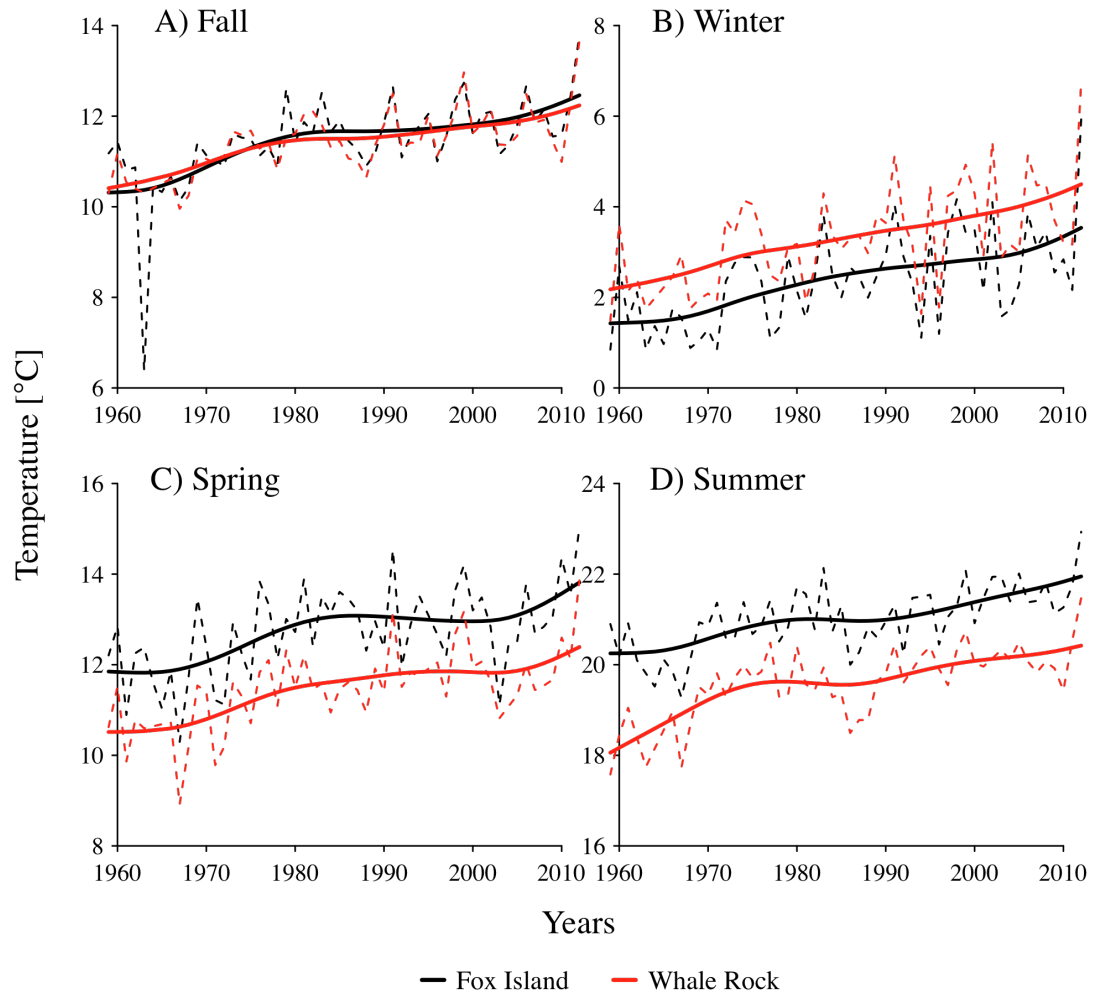 A) Fall
14
12
10
8
6
1960 1970 1980 1990 2000 2010
B) Winter
8
6
4
2
0
1960 1970 1980 1990 2000 2010
Temperature [°C]
C) Spring
16
14
12
10
8
1960 1970 1980 1990 2000 2010
D) Summer
24
22
20
18
16
1960 1970 1980 1990 2000 2010
Years
Fox Island Whale Rock